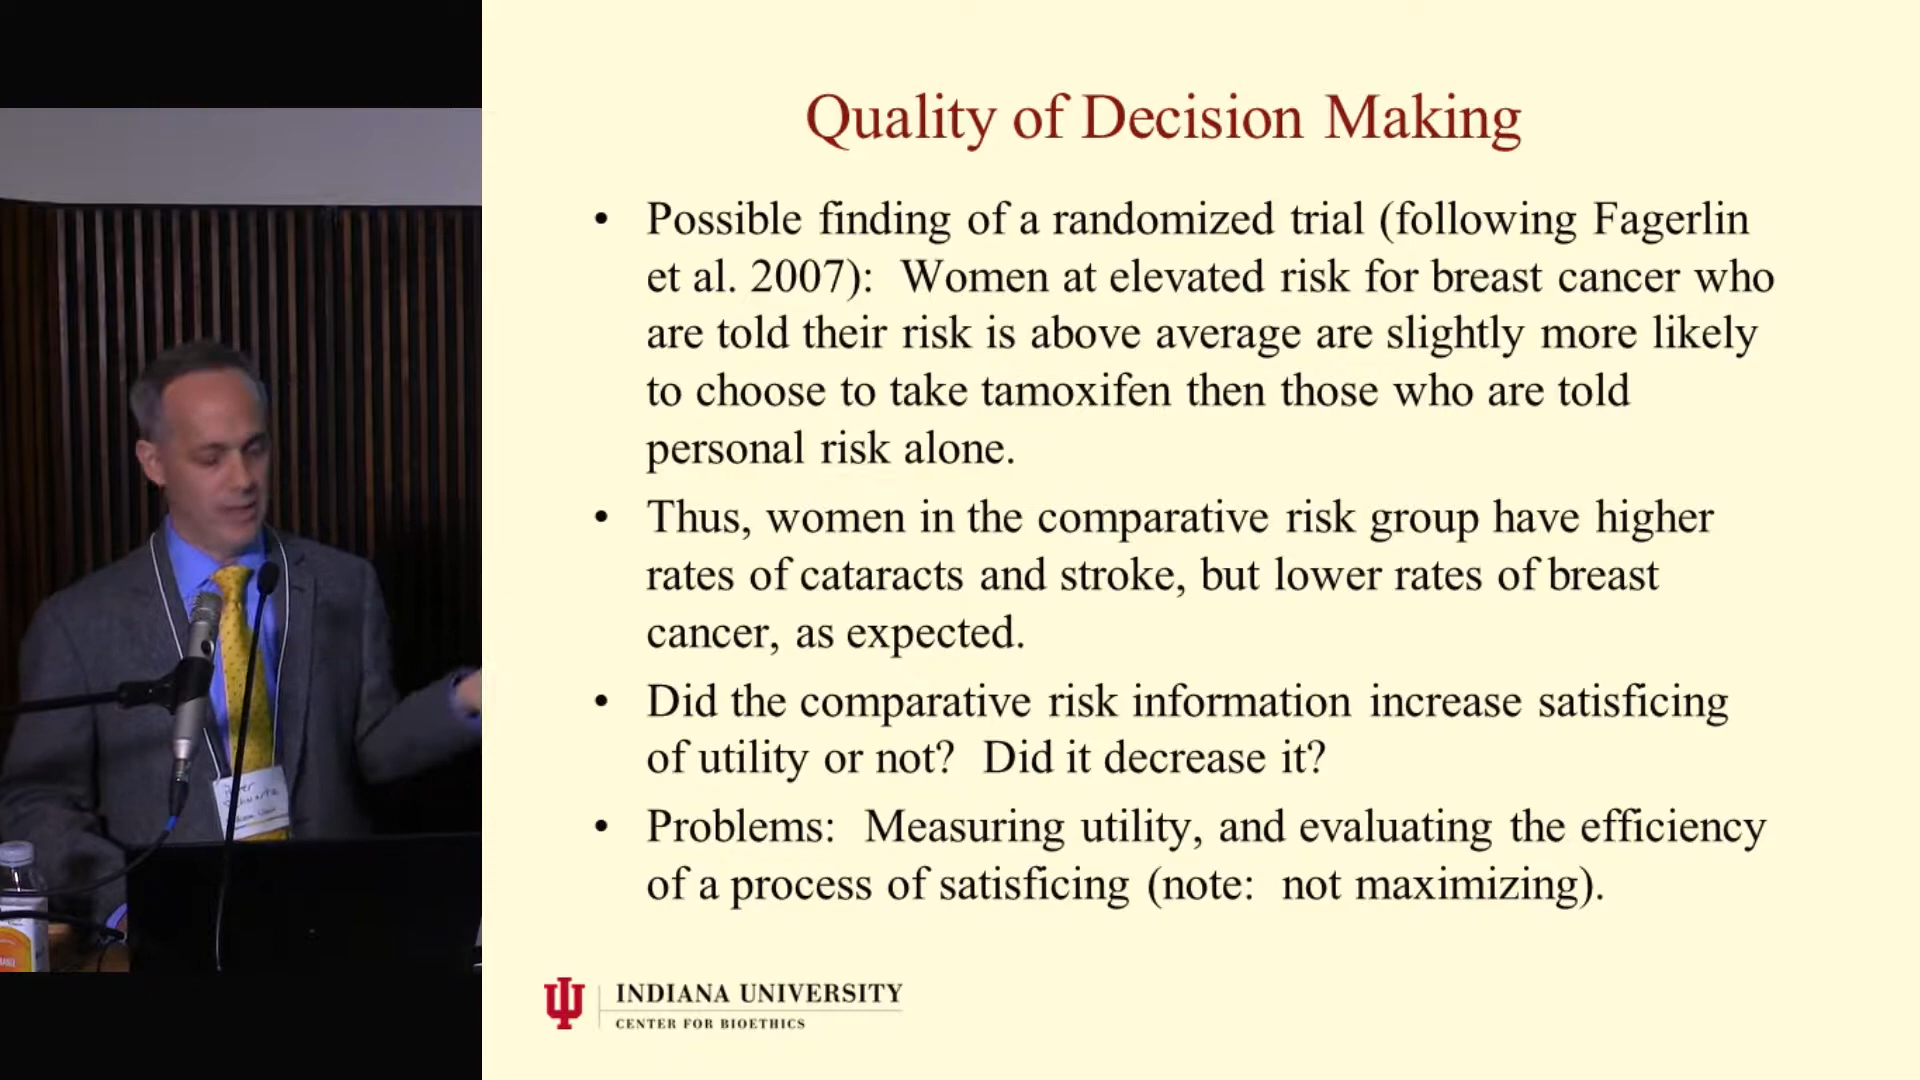 Quality of Decision Making
• Possible finding of a randomized trial (following Fagerlin
et al. 2007): Women at elevated risk for breast cancer who
are told their risk is above average are slightly more likely
to choose to take tamoxifen then those who are told
personal risk alone.
• Thus, women in the comparative risk group have higher
rates of cataracts and stroke, but lower rates of breast
cancer, as expected.
• Did the comparative risk information increase satisficing
of utility or not? Did it decrease it?
• Problems: Measuring utility, and evaluating the efficiency
of a process of satisficing (note: not maximizing).
INDIANA UNIVERSITY
CENTER FOR BIOETHICS
Peter